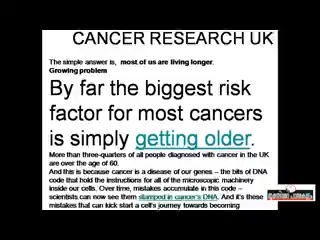 CANCER RESEARCH UK
The simple answer is, most of us are living longer.
Growing problem
By far the biggest risk
factor for most cancers
is simply getting older.
More than three-quarters of all people diagnosed with cancer in the UK
are over the age of 60.
And this is because cancer is a disease of our genes – the bits of DNA
code that hold the instructions for all of the microscopic machinery
inside our cells. Over time, mistakes accumulate in this code –
scientists can now see them stamped in cancer's DNA. And it's these
mistakes that can kick start a cell's journey towards becoming